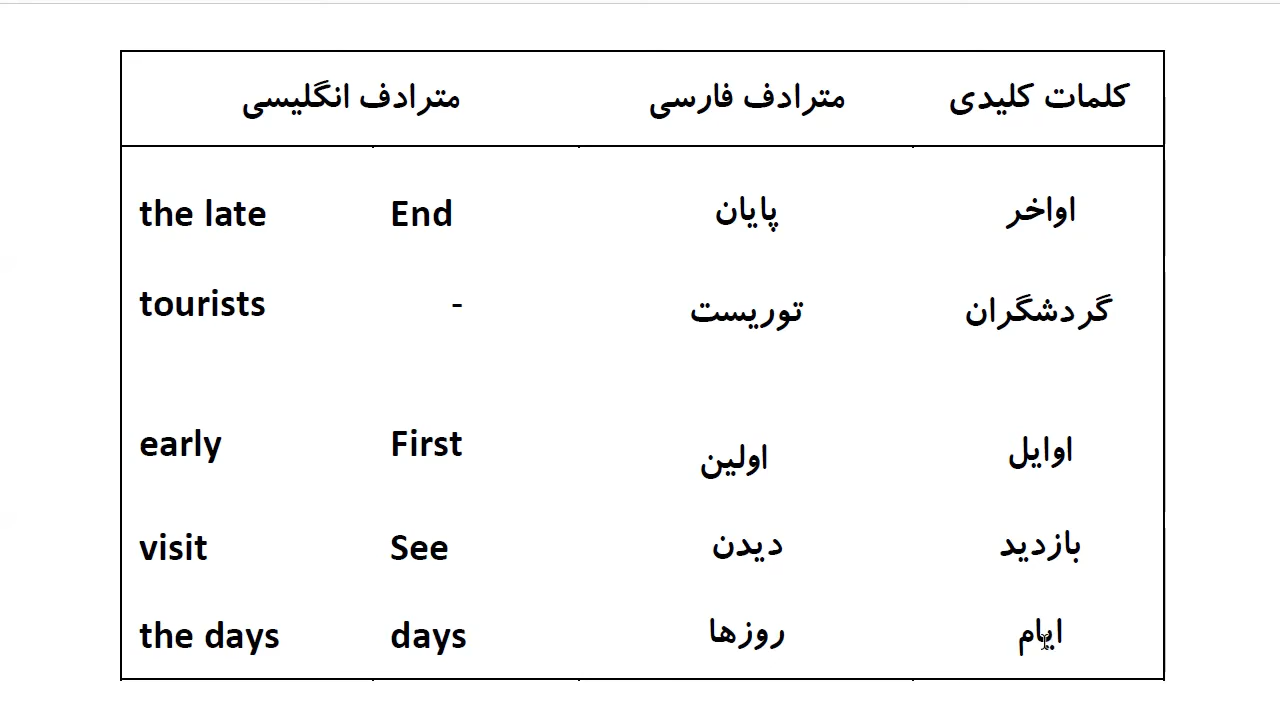 کلمات کلیدی مترادف فارسی مترادف انگلیسی
اواخر پایان End the late
گردشگران توریست - tourists
اوایل اولین First early
بازدید دیدن See visit
ایام روزها days the days